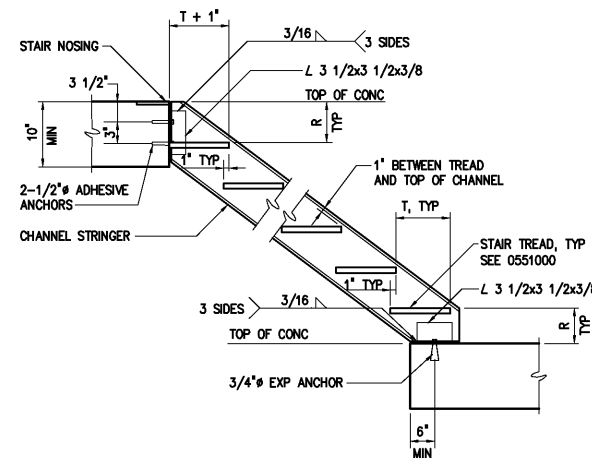 T + 1"
3/16
3 SIDES
STAIR NOSING
L 3 1/2x3 1/2x3/8
3 1/2"
TOP OF CONC
10"
MIN
3"
R
TYP
1" TYP
1" BETWEEN TREAD
AND TOP OF CHANNEL
2-1/2"ø ADHESIVE
ANCHORS
T, TYP
CHANNEL STRINGER
STAIR TREAD, TYP
SEE 0551000
1" TYP
L 3 1/2x3 1/2x3/8
3/16
3 SIDES
TOP OF CONC
R
TYP
3/4"ø EXP ANCHOR
6"
MIN